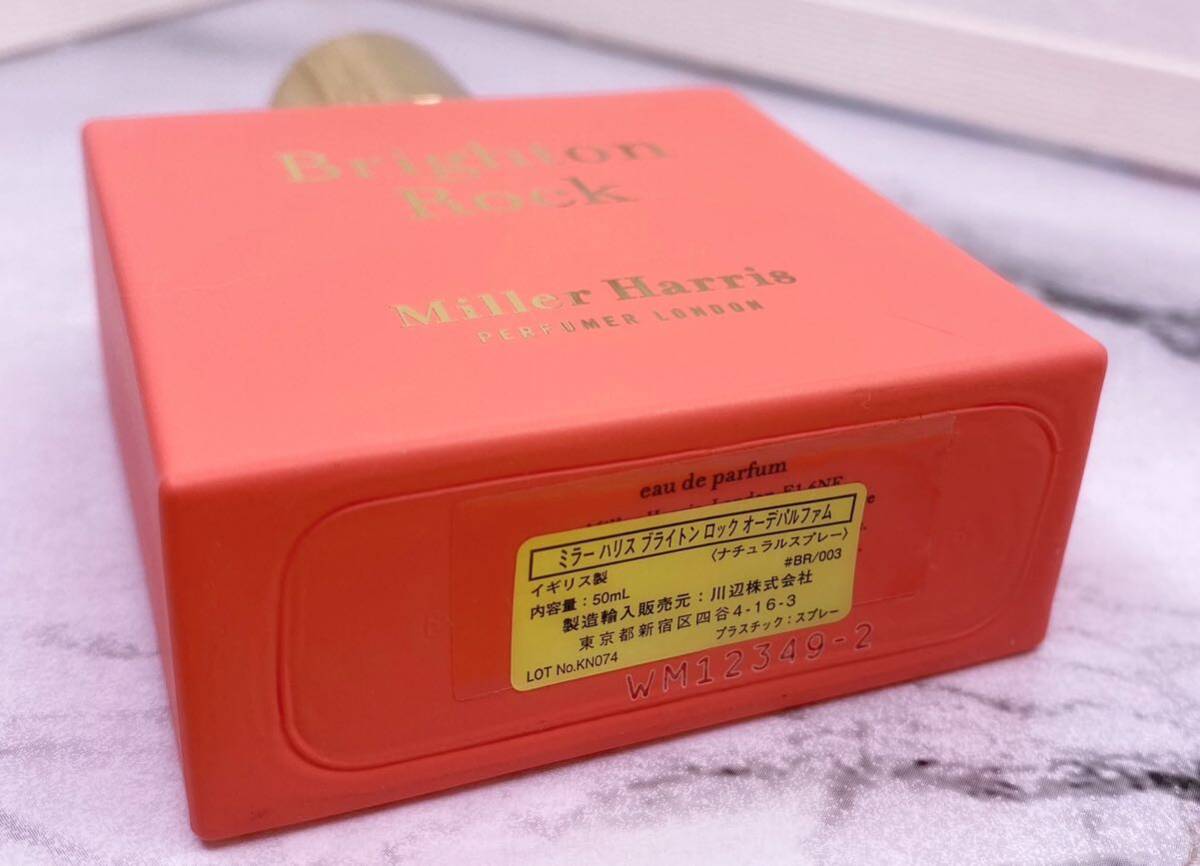 Brighton
Rock
Miller Harris
PERFUMER LONDON
eau de parfum
London E1 6NF
ミラー ハリス ブライトン ロック オーデパルファム
イギリス製 〈ナチュラルスプレー〉
内容量：50mL #BR/003
製造輸入販売元：川辺株式会社
東京都新宿区四谷4-16-3
LOT No.KN074 プラスチック：スプレー
WM12349-2